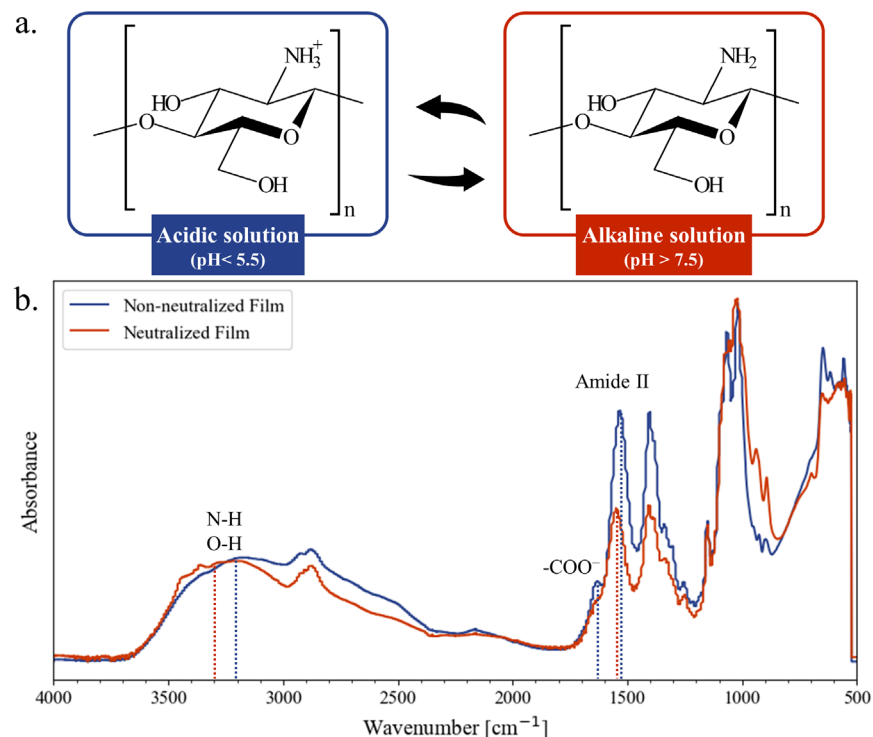 a.
NH₃⁺
HO
O
O
OH
n
Acidic solution
(pH< 5.5)
NH₂
HO
O
O
OH
n
Alkaline solution
(pH > 7.5)
b.
Non-neutralized Film
Neutralized Film
Amide II
N-H
O-H
-COO⁻
Absorbance
4000 3500 3000 2500 2000 1500 1000 500
Wavenumber [cm⁻¹]